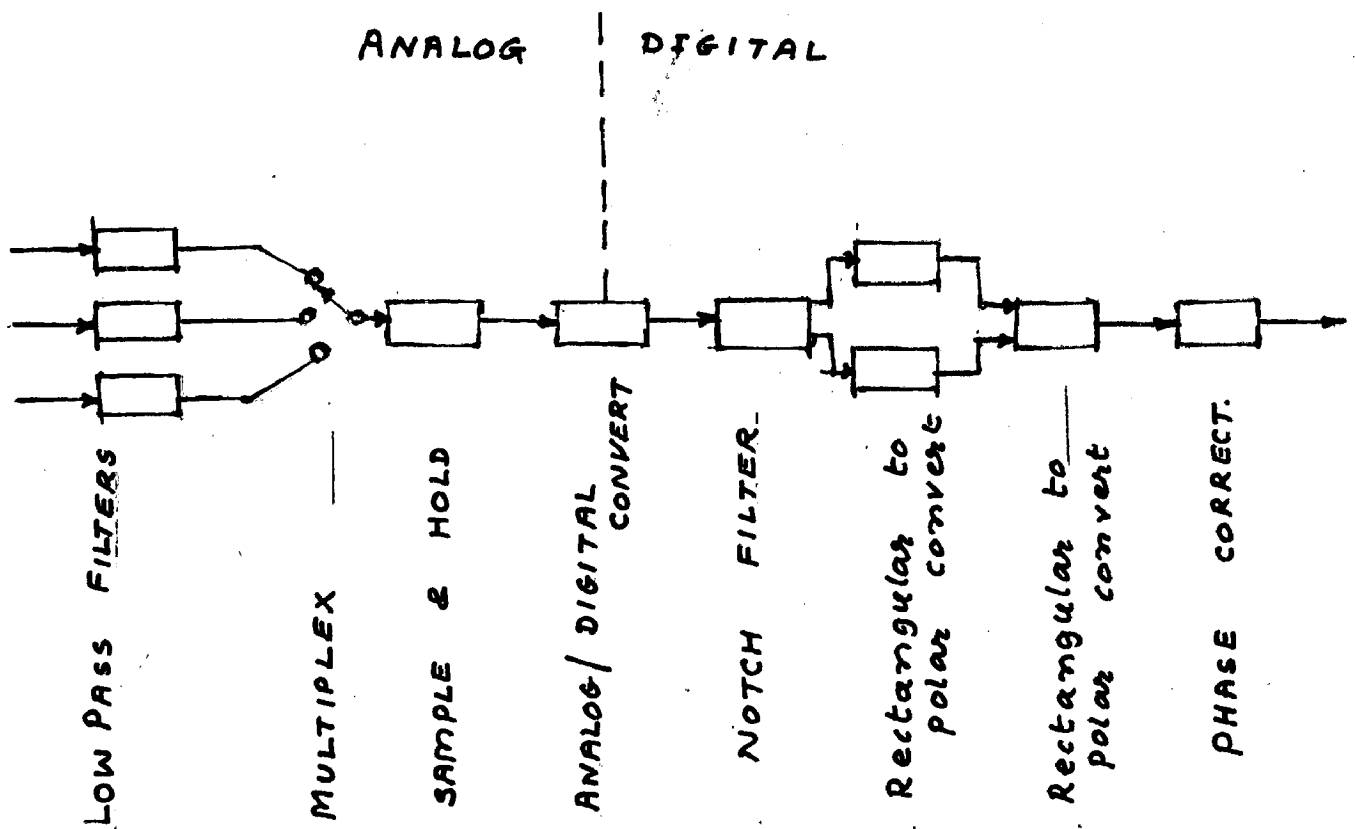 ANALOG
DIGITAL
LOW PASS FILTERS
MULTIPLEX
SAMPLE & HOLD
ANALOG/DIGITAL
CONVERT
NOTCH FILTER
Rectangular to
polar convert
Rectangular to
polar convert
PHASE CORRECT.